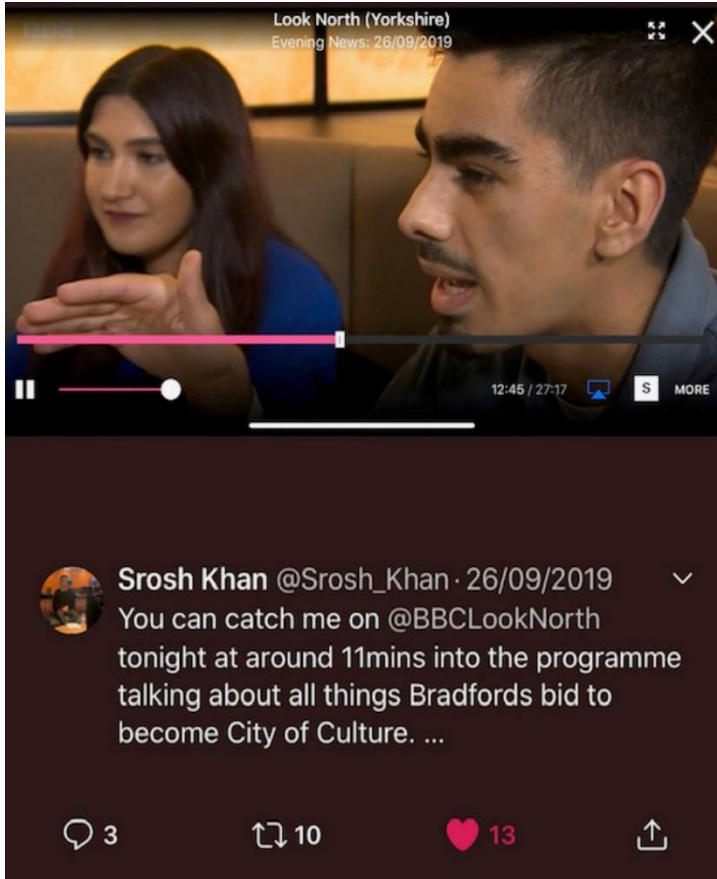 Look North (Yorkshire)
Evening News: 26/09/2019
12:45 / 27:17
S
MORE
Srosh Khan @Srosh_Khan · 26/09/2019
You can catch me on @BBCLookNorth
tonight at around 11mins into the programme
talking about all things Bradfords bid to
become City of Culture. ...
3
10
13